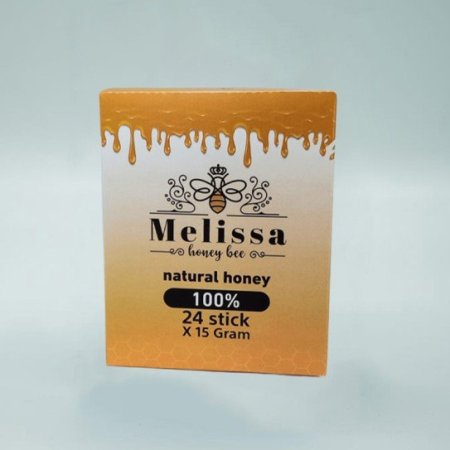 Melissa
honey bee
natural honey
100%
24 stick
X 15 Gram